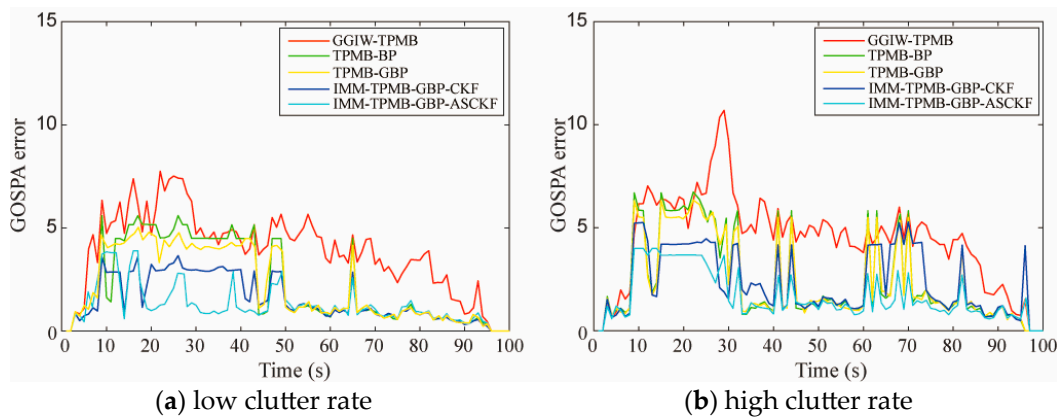 15
10
5
0
GOSPA error
GGIW-TPMB
TPMB-BP
TPMB-GBP
IMM-TPMB-GBP-CKF
IMM-TPMB-GBP-ASCKF
0 10 20 30 40 50 60 70 80 90 100
Time (s)
(a) low clutter rate
15
10
5
0
GOSPA error
GGIW-TPMB
TPMB-BP
TPMB-GBP
IMM-TPMB-GBP-CKF
IMM-TPMB-GBP-ASCKF
0 10 20 30 40 50 60 70 80 90 100
Time (s)
(b) high clutter rate